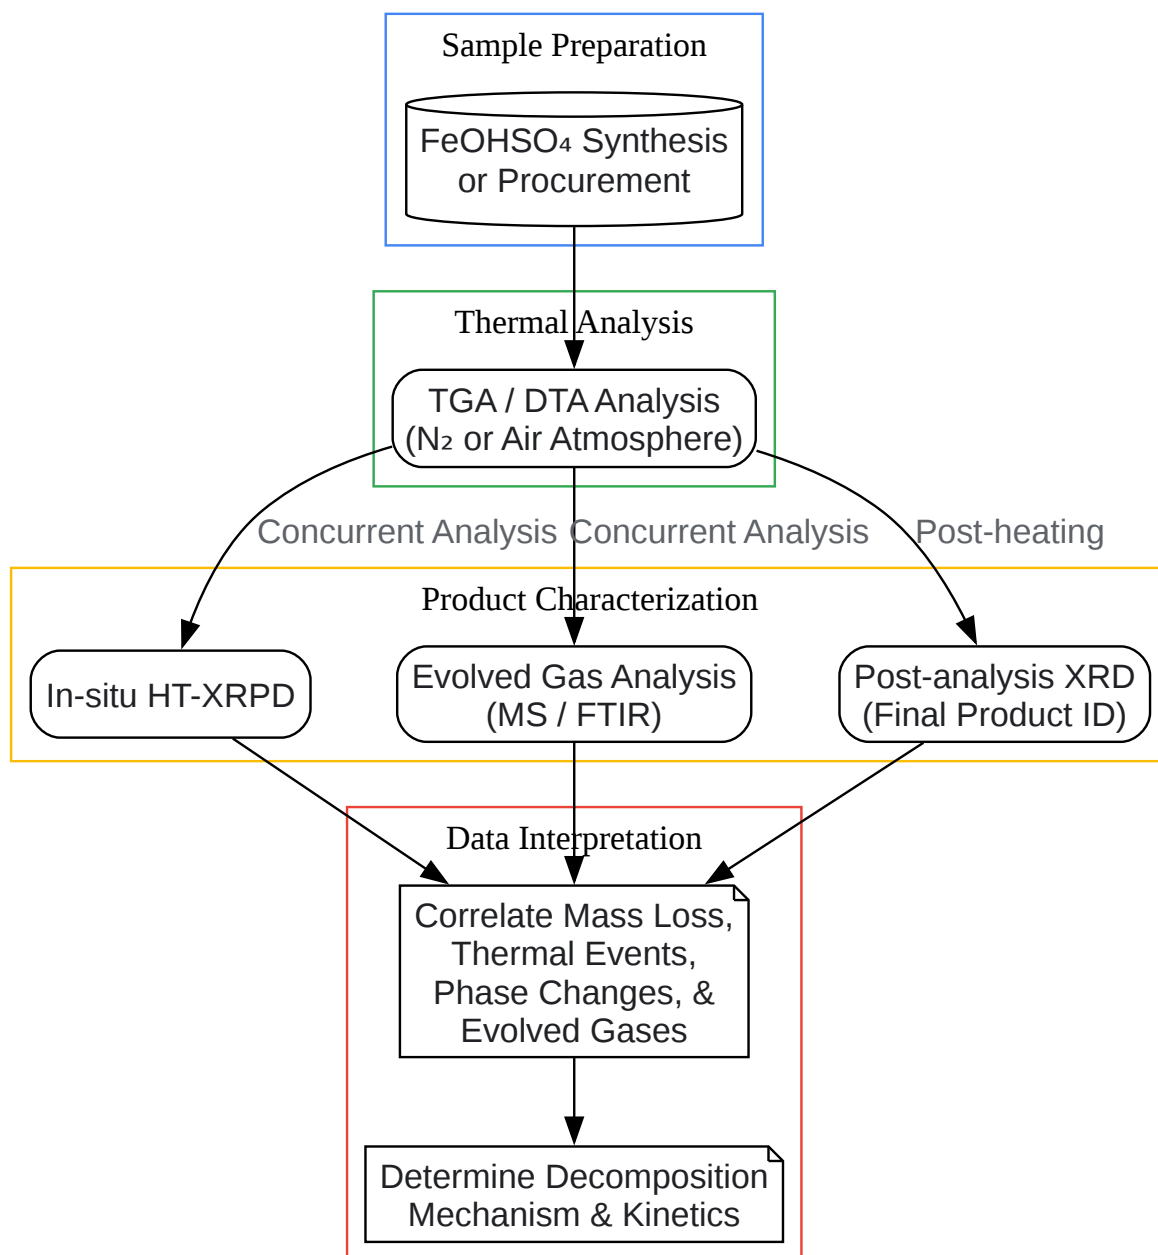 Sample Preparation
FeOHSO₄ Synthesis
or Procurement
Thermal Analysis
TGA / DTA Analysis
(N₂ or Air Atmosphere)
Concurrent Analysis
Concurrent Analysis
Post-heating
Product Characterization
In-situ HT-XRPD
Evolved Gas Analysis
(MS / FTIR)
Post-analysis XRD
(Final Product ID)
Data Interpretation
Correlate Mass Loss,
Thermal Events,
Phase Changes, &
Evolved Gases
Determine Decomposition
Mechanism & Kinetics